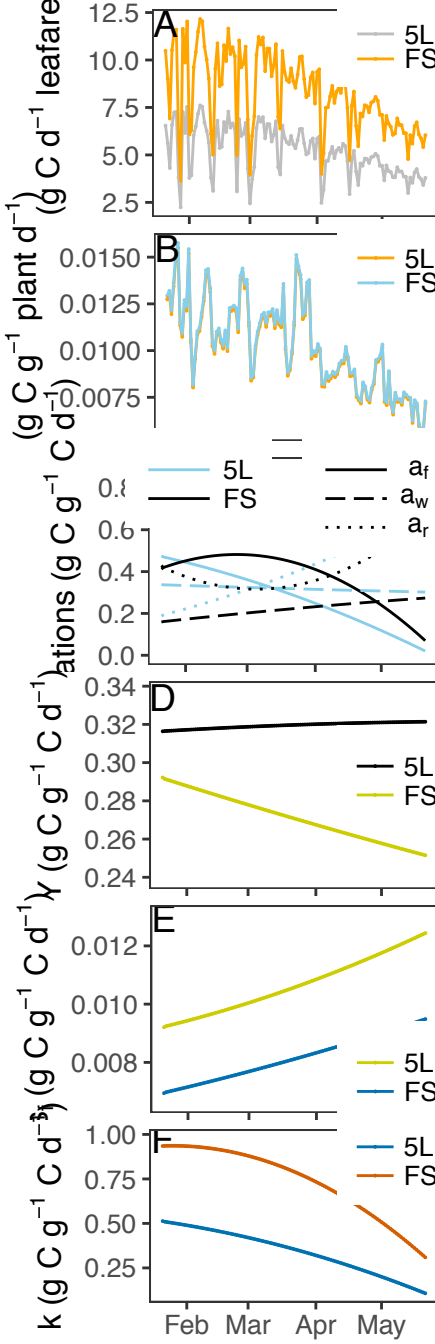 A
12.5
10.0
7.5
5.0
2.5
(g C d⁻¹ leafare
5L
FS
B
0.0150
0.0125
0.0100
0.0075
(g C g⁻¹ plant d⁻¹)
5L
FS
0.6
0.4
0.2
0.0
ations (g C g⁻¹ C d⁻¹)
5L
FS
a_f
a_w
a_r
D
0.34
0.32
0.30
0.28
0.26
0.24
Y (g C g⁻¹ C d⁻¹)
5L
FS
E
0.012
0.010
0.008
(g C g⁻¹ C d⁻¹)
5L
FS
F
1.00
0.75
0.50
0.25
k (g C g⁻¹ C d⁻¹)
5L
FS
Feb Mar Apr May